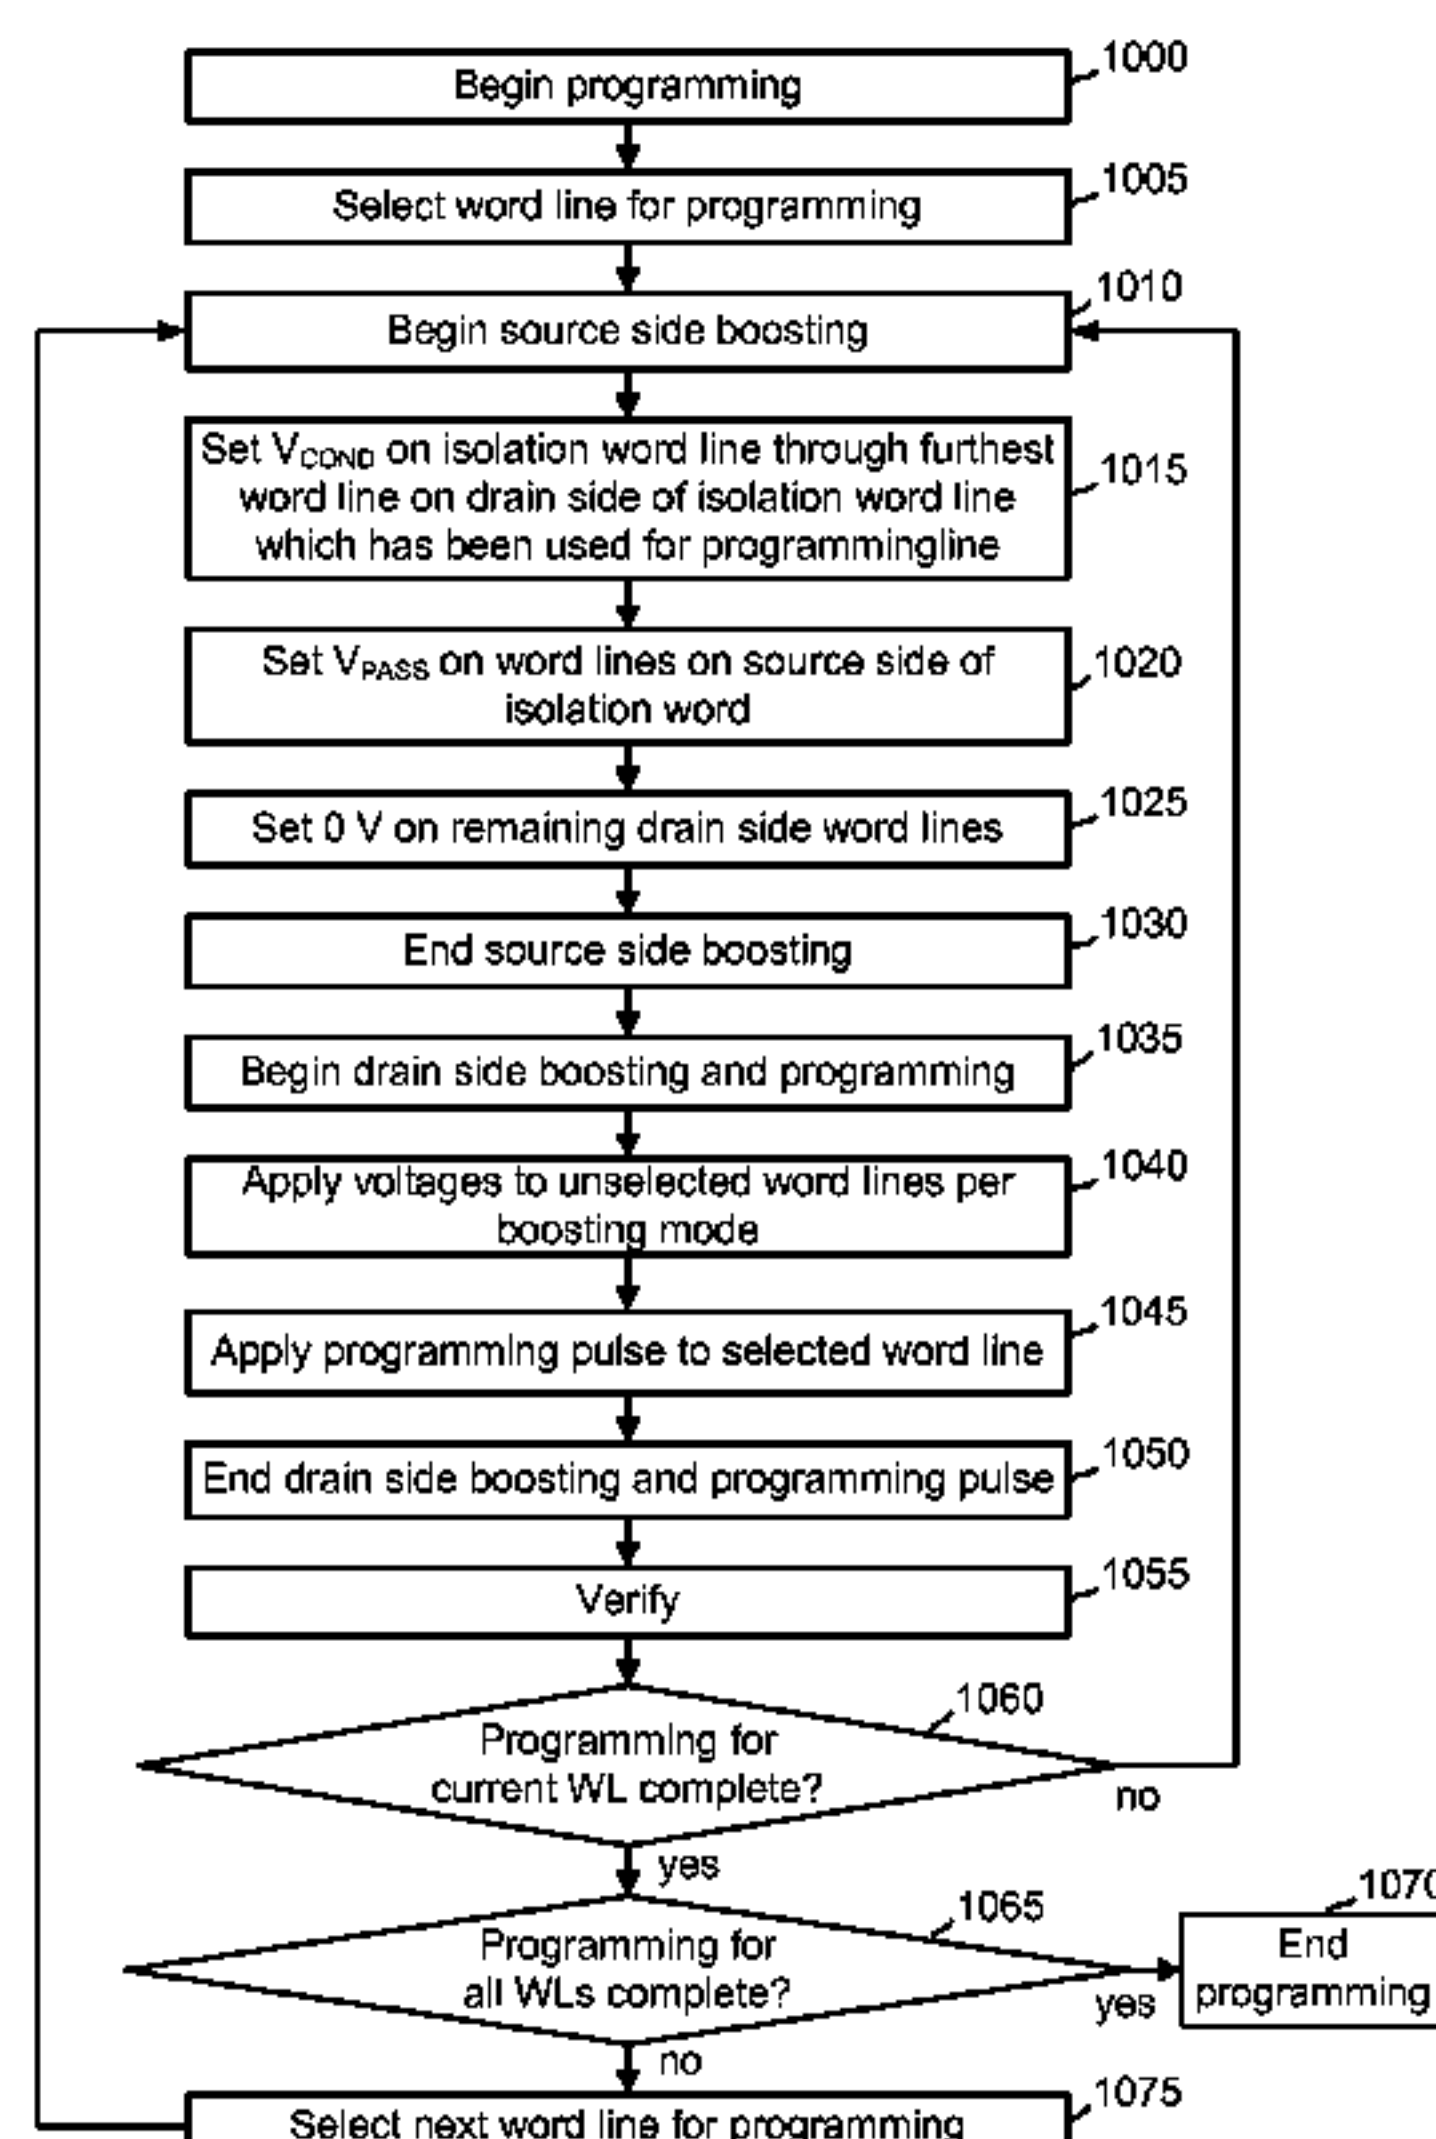 1000
Begin programming
1005
Select word line for programming
1010
Begin source side boosting
Set VCOND on isolation word line through furthest
1015
word line on drain side of isolation word line
which has been used for programmingline
Set VPASS on word lines on source side of
1020
isolation word
1025
Set 0 V on remaining drain side word lines
1030
End source side boosting
1035
Begin drain side boosting and programming
1040
Apply voltages to unselected word lines per
boosting mode
1045
Apply programming pulse to selected word line
1050
End drain side boosting and programming pulse
1055
Verify
1060
Programming for
current WL complete?
no
yes
1070
1065
Programming for
all WLs complete?
End
programming
yes
no
1075
Select next word line for programming